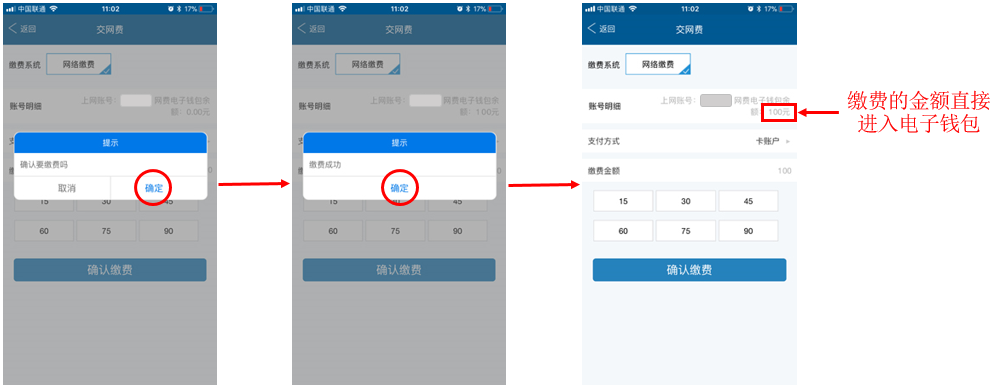 中国联通 11:02 17%
返回 交网费
缴费系统 网络缴费
账号明细 上网账号: 网费电子钱包余
额: 0.00元
支
提示
确认要缴费吗
取消 确定
缴
0
15 30 45
60 75 90
确认缴费
中国联通 11:02 17%
返回 交网费
缴费系统 网络缴费
账号明细 上网账号: 网费电子钱包余
额: 100元
提示
缴费成功
确定
15 30 45
60 75 90
确认缴费
中国联通 11:02 17%
返回 交网费
缴费系统 网络缴费
账号明细 上网账号: 网费电子钱包余
额: 100元
支付方式 卡账户
缴费金额 100
15 30 45
60 75 90
确认缴费
缴费的金额直接
进入电子钱包